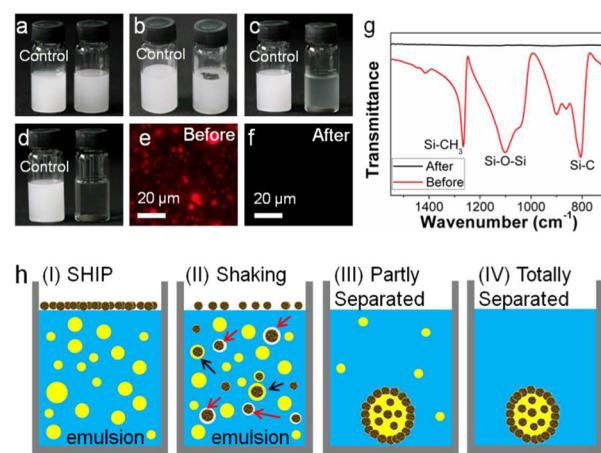 a
Control
b
Control
c
Control
d
Control
e
Before
20 μm
f
After
20 μm
g
Transmittance
Si-CH3
Si-O-Si
Si-C
After
Before
1400 1200 1000 800
Wavenumber (cm-1)
h
(I) SHIP
emulsion
(II) Shaking
emulsion
(III) Partly
Separated
(IV) Totally
Separated